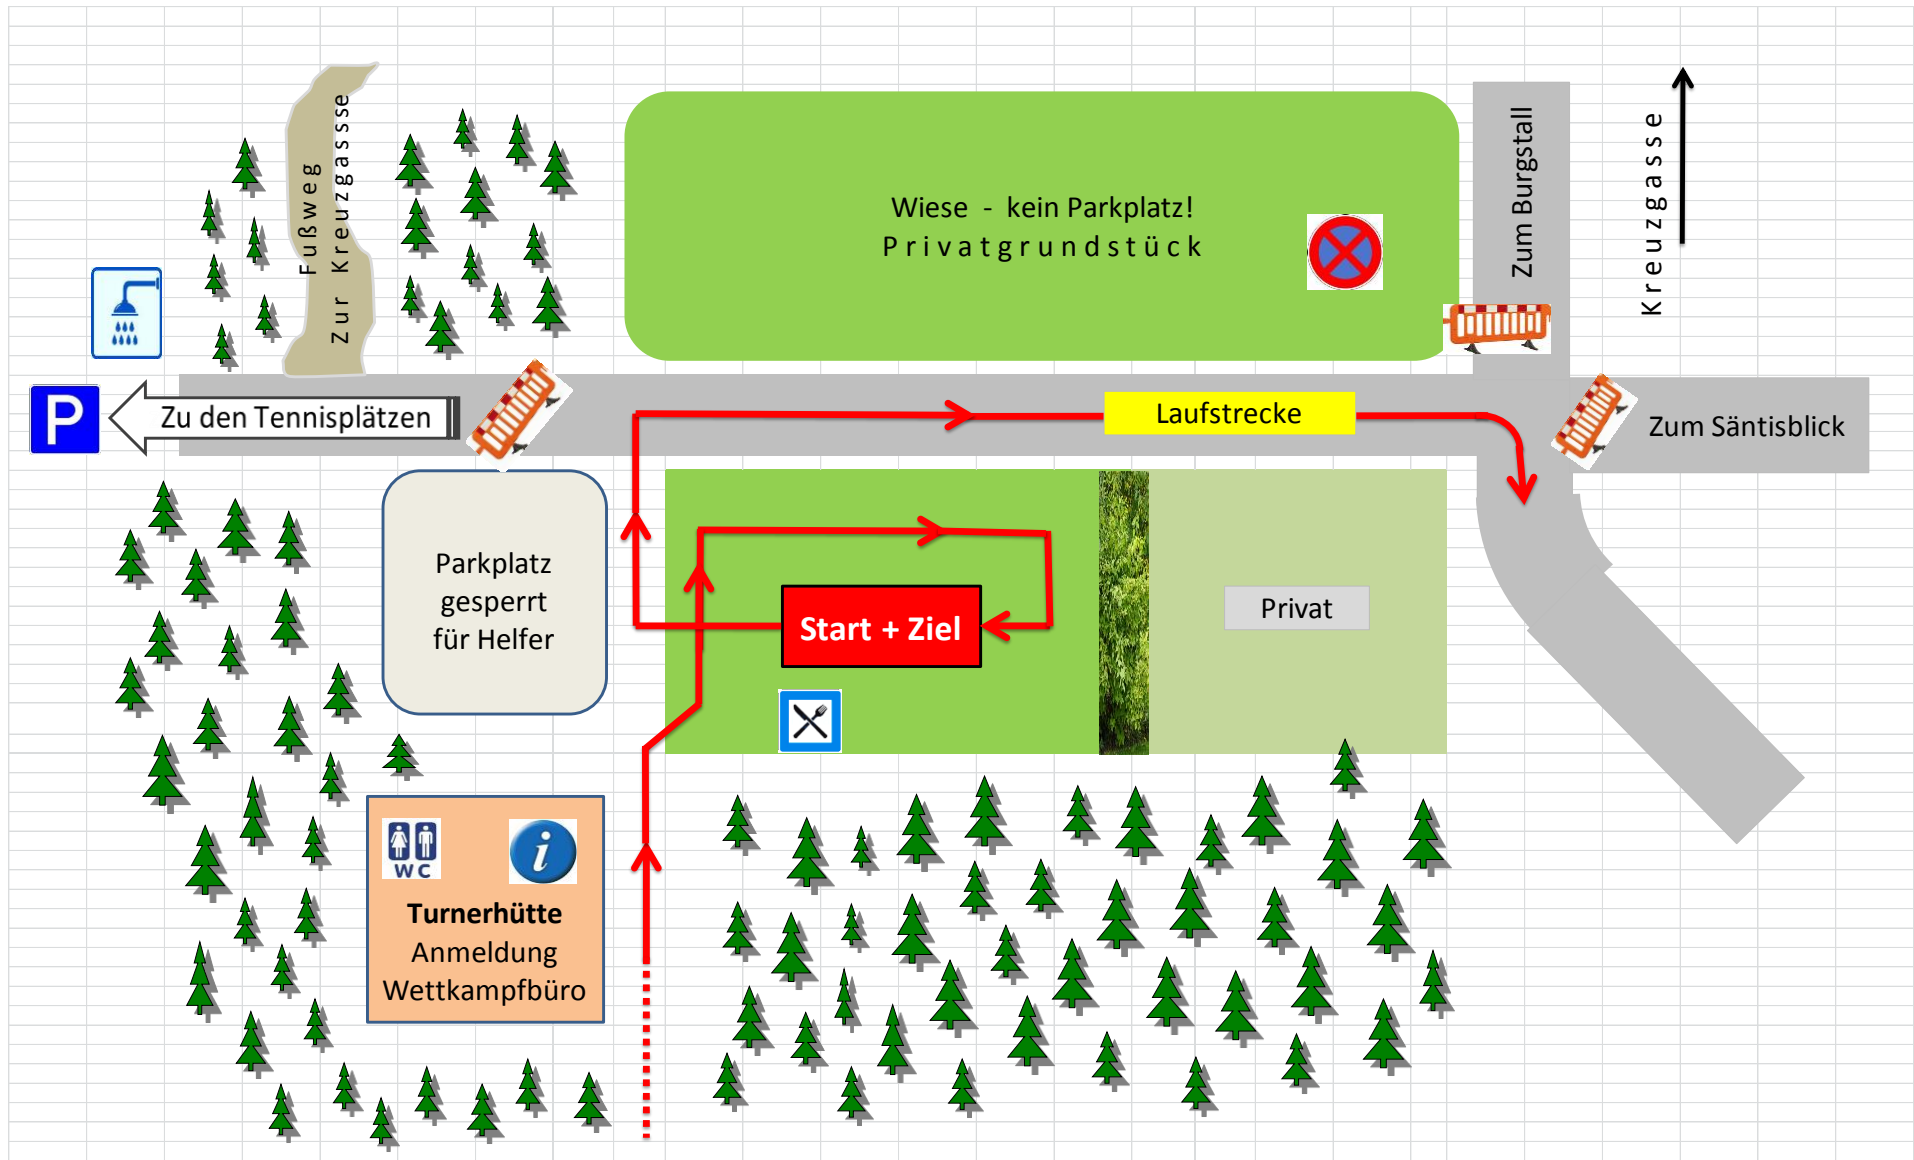 Fußweg
Zur Kreuzgassse
Wiese - kein Parkplatz!
Privatgrundstück
Zum Burgstall
Kreuzgasse
P
Zu den Tennisplätzen
Laufstrecke
Zum Säntisblick
Parkplatz
gesperrt
für Helfer
Start + Ziel
Privat
WC
i
Turnerhütte
Anmeldung
Wettkampfbüro